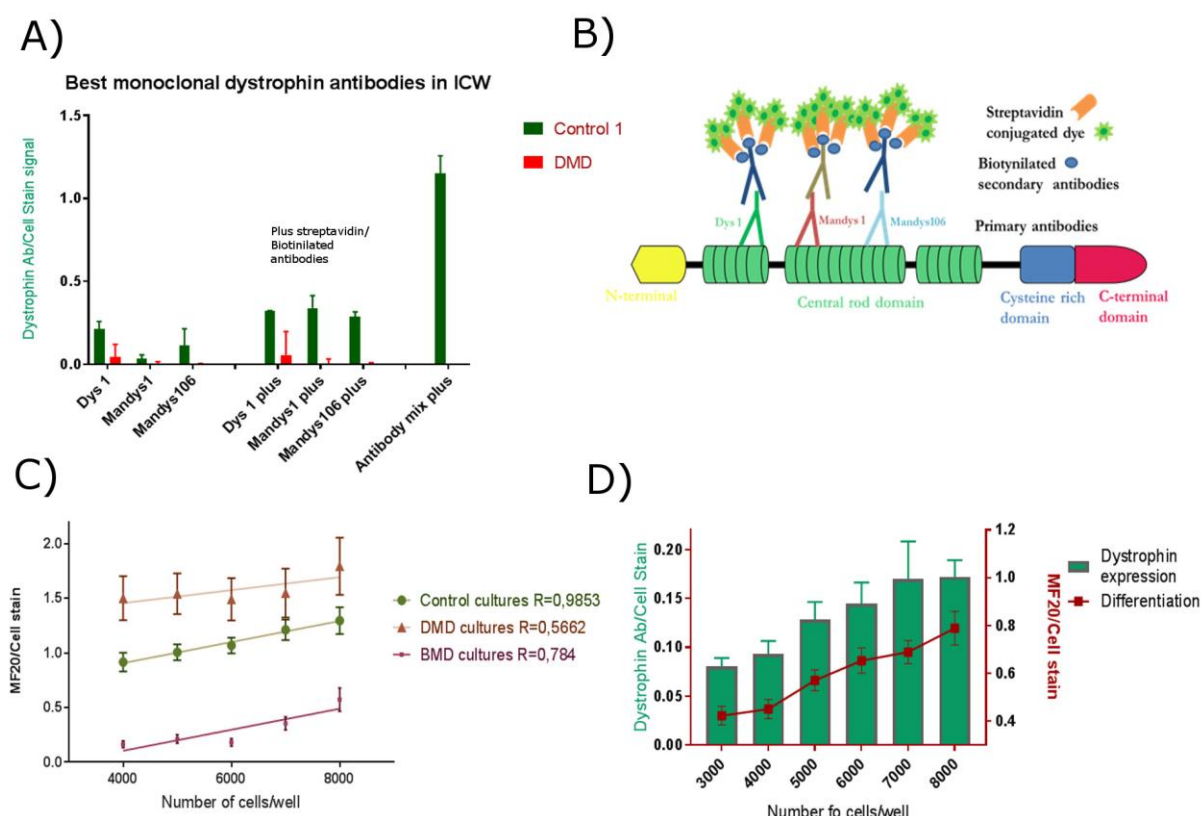 A)
Best monoclonal dystrophin antibodies in ICW
Dystrophin Ab/Cell Stain signal
1.5
1.0
0.5
0.0
Control 1
DMD
Plus streptavidin/
Biotinilated
antibodies
Dys 1
Mandys1
Mandys106
Dys 1 plus
Mandys1 plus
Mandys106 plus
Antibody mix plus
B)
Streptavidin
conjugated dye
Biotynilated
secondary antibodies
Primary antibodies
Dys 1
Mandys 1
Mandys106
N-terminal
Central rod domain
Cysteine rich
domain
C-terminal
domain
C)
MF20/Cell stain
2.0
1.5
1.0
0.5
0.0
4000
6000
8000
Number of cells/well
Control cultures R=0,9853
DMD cultures R=0,5662
BMD cultures R=0,784
D)
Dystrophin Ab/Cell Stain
0.20
0.15
0.10
0.05
0.00
1.2
1.0
0.8
0.6
0.4
MF20/Cell stain
Dystrophin
expression
Differentiation
3000
4000
5000
6000
7000
8000
Number fo cells/well